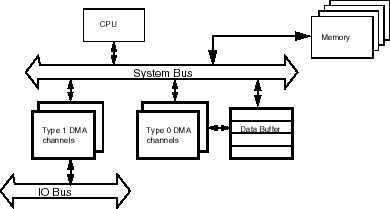 CPU
Memory
System Bus
Type 1 DMA
channels
Type 0 DMA
channels
Data Buffer
IO Bus